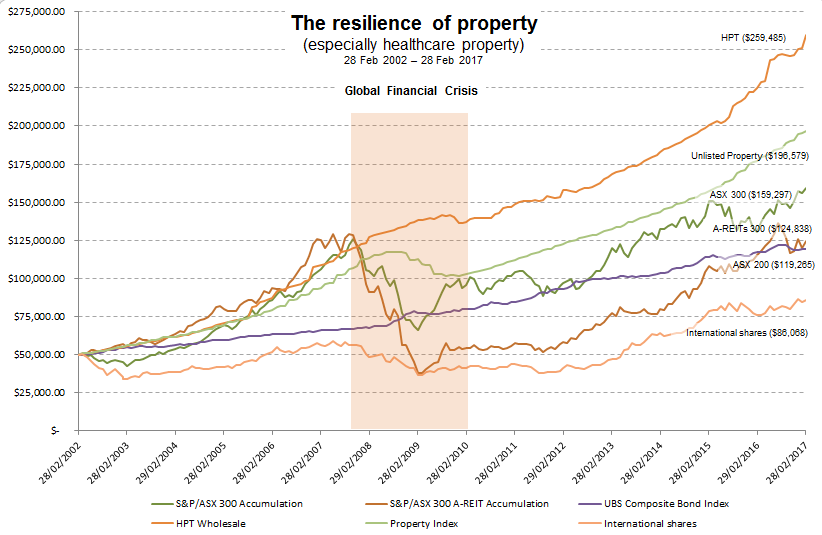 The resilience of property
(especially healthcare property)
28 Feb 2002 – 28 Feb 2017
Global Financial Crisis
$275,000.00
$250,000.00
$225,000.00
$200,000.00
$175,000.00
$150,000.00
$125,000.00
$100,000.00
$75,000.00
$50,000.00
$25,000.00
$-
HPT ($259,485)
Unlisted Property ($196,579)
ASX 300 ($159,297)
A-REITs 300 ($124,838)
ASX 200 ($119,265)
International shares ($86,068)
28/02/2002
28/02/2003
29/02/2004
28/02/2005
28/02/2006
28/02/2007
29/02/2008
28/02/2009
28/02/2010
28/02/2011
29/02/2012
28/02/2013
28/02/2014
28/02/2015
29/02/2016
28/02/2017
S&P/ASX 300 Accumulation
S&P/ASX 300 A-REIT Accumulation
UBS Composite Bond Index
HPT Wholesale
Property Index
International shares